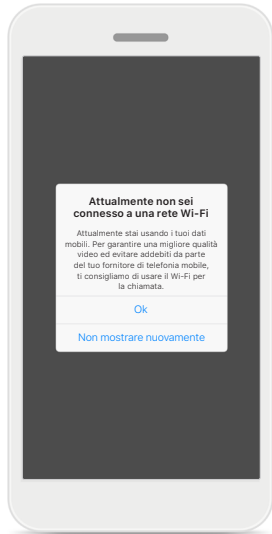 Attualmente non sei
connesso a una rete Wi-Fi
Attualmente stai usando i tuoi dati
mobili. Per garantire una migliore qualità
video ed evitare addebiti da parte
del tuo fornitore di telefonia mobile,
ti consigliamo di usare il Wi-Fi per
la chiamata.
Ok
Non mostrare nuovamente